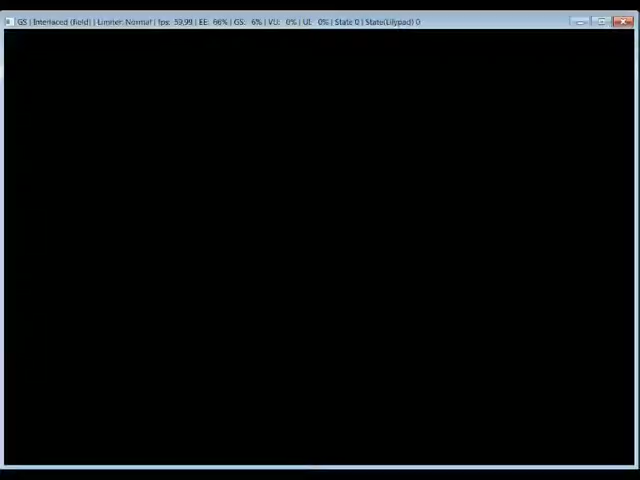 GS | Interlaced (field) | Limiter: Normal | fps: 59.99 | EE: 66% | GS: 6% | VU: 0% | UI: 0% | State 0 | State(Lilypad) 0